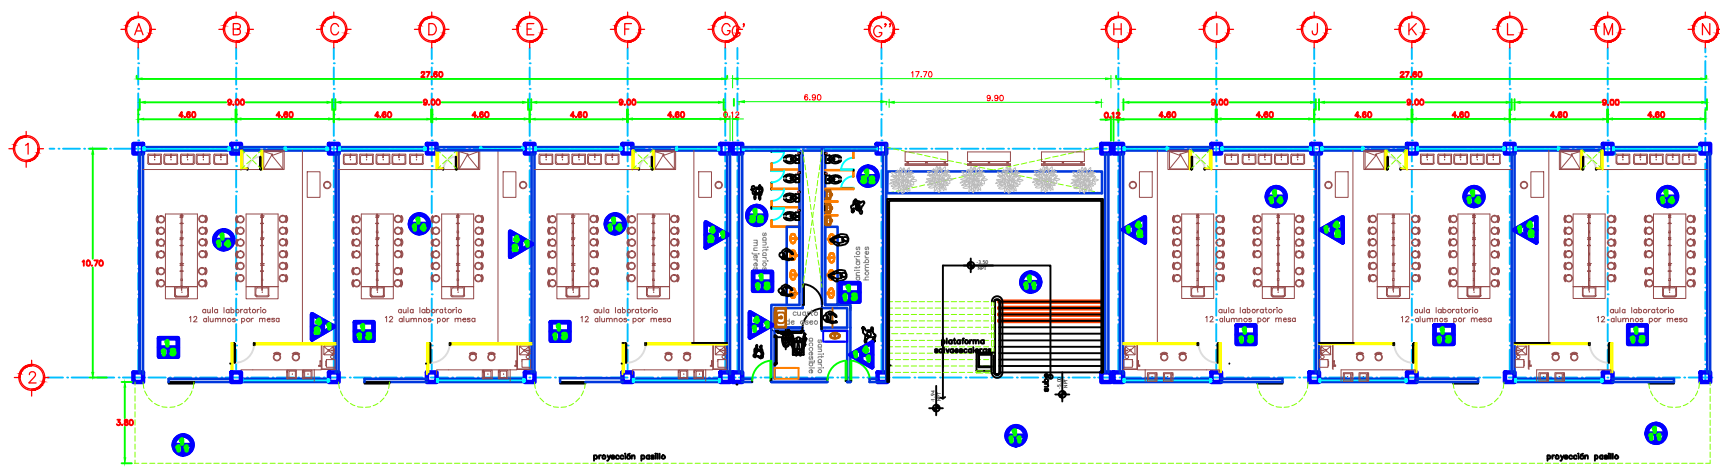 A B C D E F G G' G'' H I J K L M N
27.60 17.70 27.60
9.00 9.00 9.00 6.90 9.90 9.00 9.00 9.00
4.60 4.60 4.60 4.60 4.60 4.60 0.12 0.12 4.60 4.60 4.60 4.60 4.60 4.60
1
10.70
sanitarios
mujeres
sanitarios
hombres
aula laboratorio
12 alumnos por mesa
aula laboratorio
12 alumnos por mesa
aula laboratorio
12 alumnos por mesa
cuarto
de aseo
sanitario
accesible
plataforma
salvaescaleras
aula laboratorio
12 alumnos por mesa
aula laboratorio
12 alumnos por mesa
aula laboratorio
12 alumnos por mesa
2
3.80
proyección pasillo
proyección pasillo